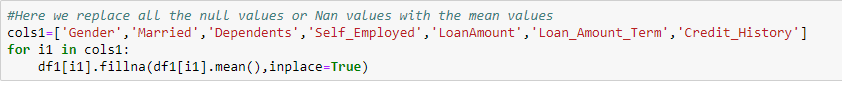 #Here we replace all the null values or Nan values with the mean values
cols1=['Gender','Married','Dependents','Self_Employed','LoanAmount','Loan_Amount_Term','Credit_History']
for i1 in cols1:
    df1[i1].fillna(df1[i1].mean(),inplace=True)